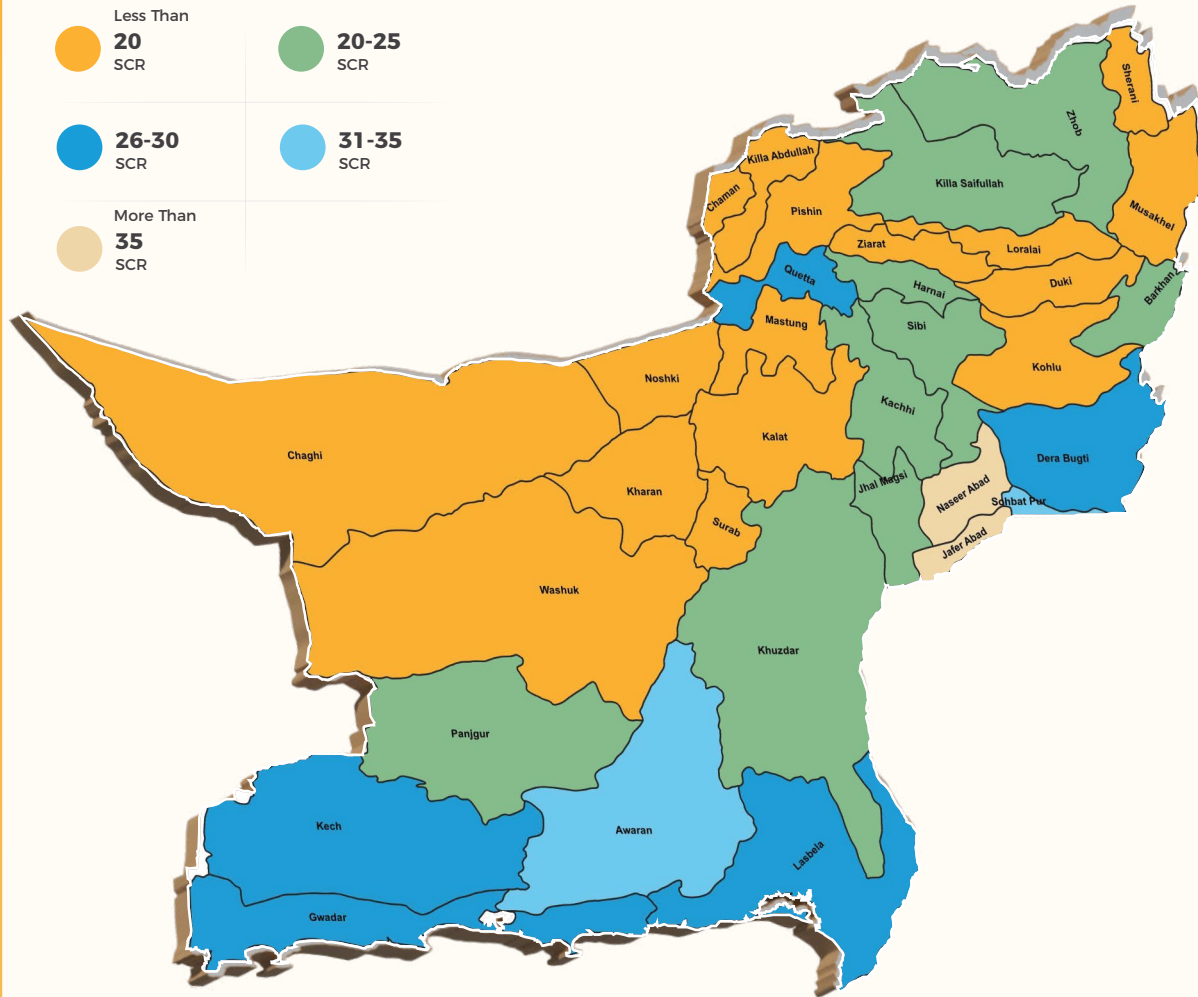 Less Than
20
SCR
20-25
SCR
26-30
SCR
31-35
SCR
More Than
35
SCR
Sherani
Zhob
Killa Abdullah
Killa Saifullah
Chaman
Pishin
Musakhel
Ziarat
Loralai
Quetta
Harnai
Duki
Barkhan
Mastung
Sibi
Noshki
Kohlu
Kachhi
Kalat
Chaghi
Dera Bugti
Jhal Magsi
Kharan
Naseer Abad
Sohbat Pur
Surab
Jafer Abad
Washuk
Khuzdar
Panjgur
Kech
Awaran
Lasbela
Gwadar